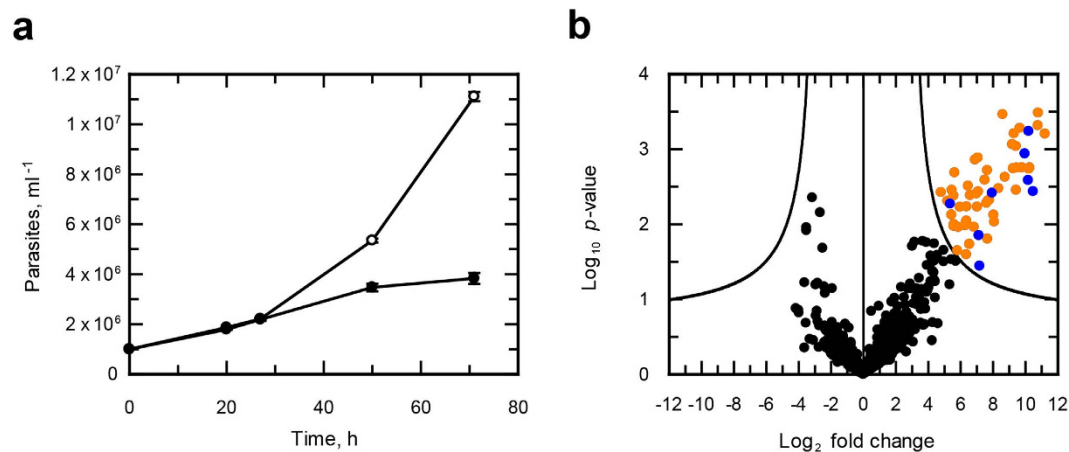 a
1.2 x 10⁷
1 x 10⁷
8 x 10⁶
6 x 10⁶
4 x 10⁶
2 x 10⁶
0
Parasites, ml⁻¹
0 20 40 60 80
Time, h
b
4
3
2
1
0
Log₁₀ p-value
-12 -10 -8 -6 -4 -2 0 2 4 6 8 10 12
Log₂ fold change